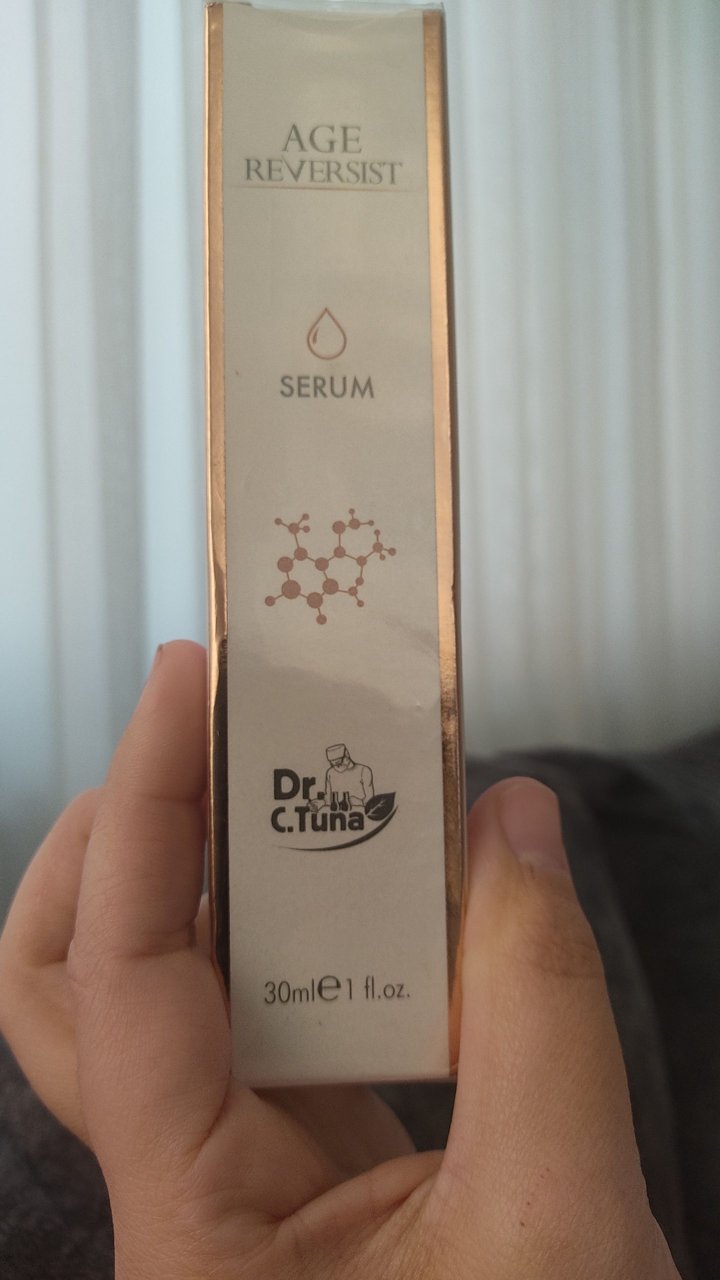 AGE
REVERSIST
SERUM
Dr.
C.Tuna
30ml℮1 fl.oz.